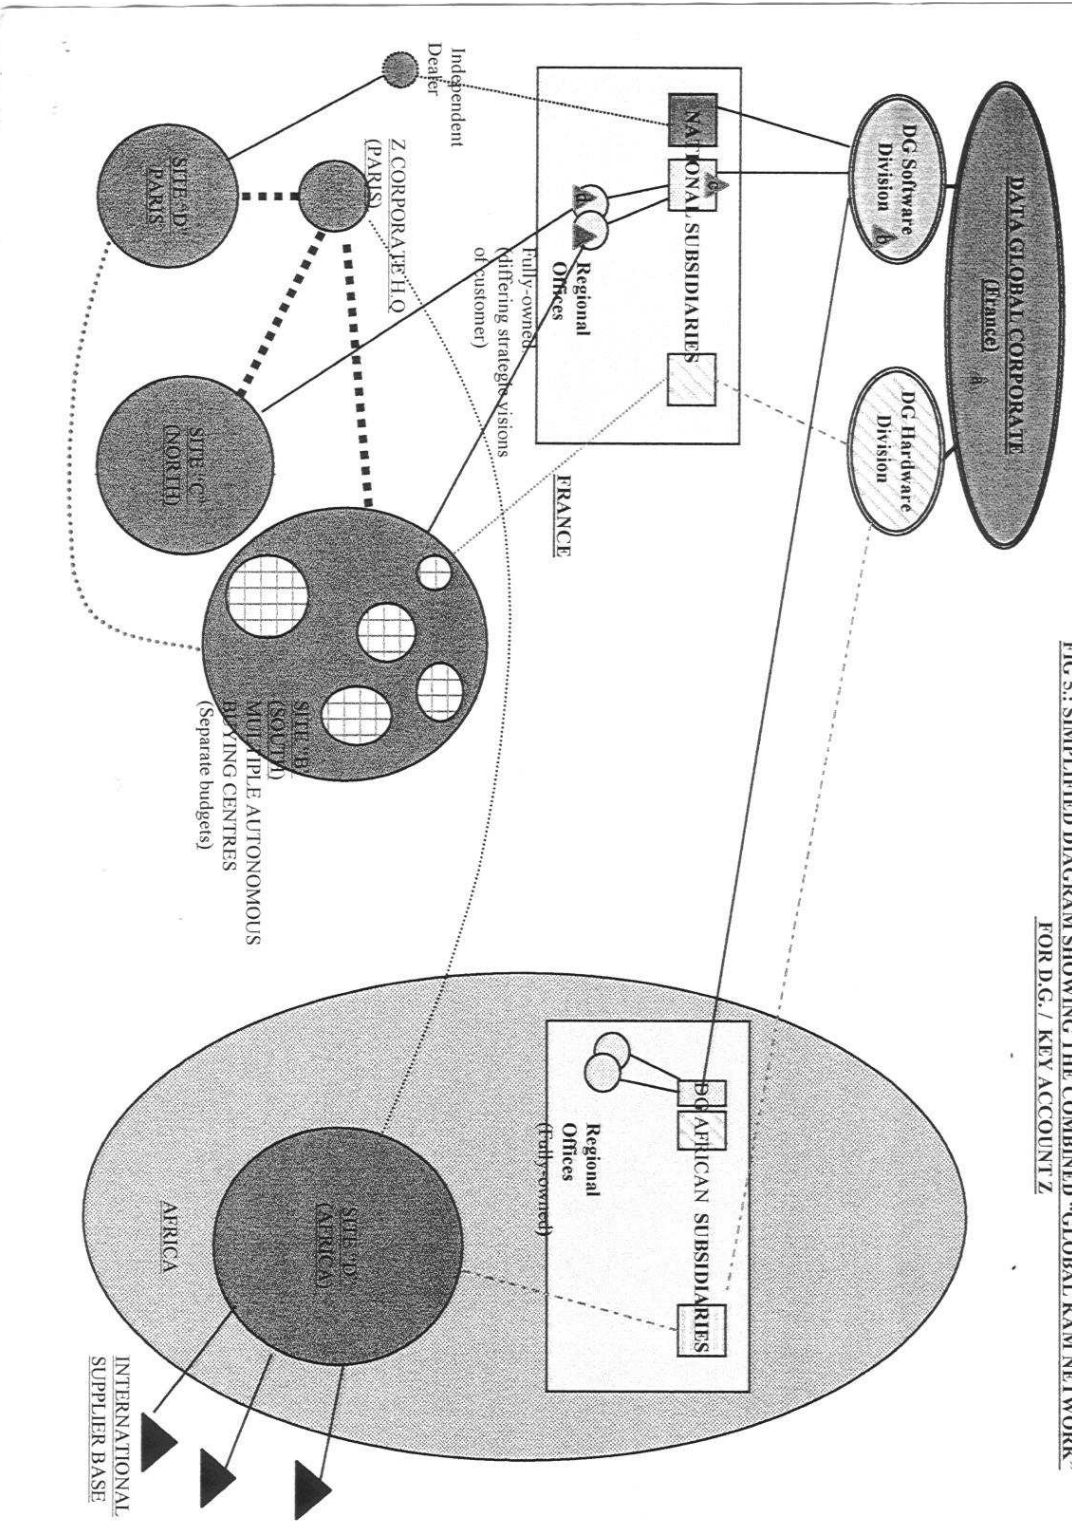 FIG 5.: SIMPLIFIED DIAGRAM SHOWING THE COMBINED "GLOBAL KAM NETWORK"
FOR D.G. / KEY ACCOUNT Z
DATA GLOBAL CORPORATE
(France)
a
DG Software
Division
b
DG Hardware
Division
NATIONAL SUBSIDIARIES
c
d
Regional
Offices
Fully-owned
(differing strategic visions
of customer)
FRANCE
Independent
Dealer
Z CORPORATE H.Q
(PARIS)
SITE "D"
PARIS
SITE "C"
(NORTH)
SITE "B"
(SOUTH)
MULTIPLE AUTONOMOUS
BUYING CENTRES
(Separate budgets)
DG AFRICAN SUBSIDIARIES
Regional
Offices
(Fully-owned)
SITE "D"
(AFRICA)
AFRICA
INTERNATIONAL
SUPPLIER BASE